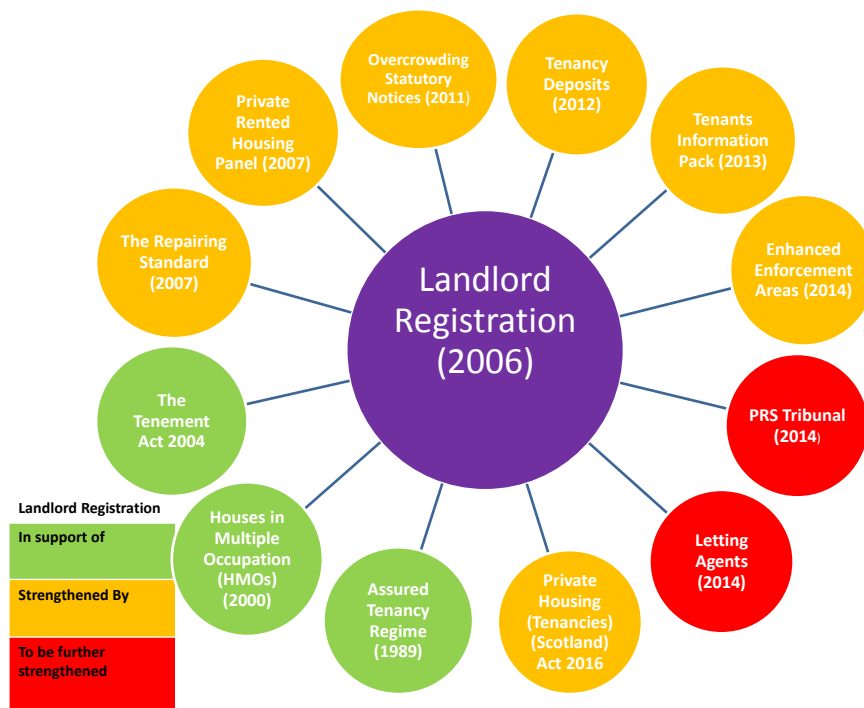 Landlord
Registration
(2006)
Overcrowding
Statutory
Notices (2011)
Tenancy
Deposits
(2012)
Tenants
Information
Pack (2013)
Enhanced
Enforcement
Areas (2014)
PRS Tribunal
(2014)
Letting
Agents
(2014)
Private
Housing
(Tenancies)
(Scotland)
Act 2016
Assured
Tenancy
Regime
(1989)
Houses in
Multiple
Occupation
(HMOs)
(2000)
The
Tenement
Act 2004
The Repairing
Standard
(2007)
Private
Rented
Housing
Panel (2007)
Landlord Registration
In support of
Strengthened By
To be further
strengthened